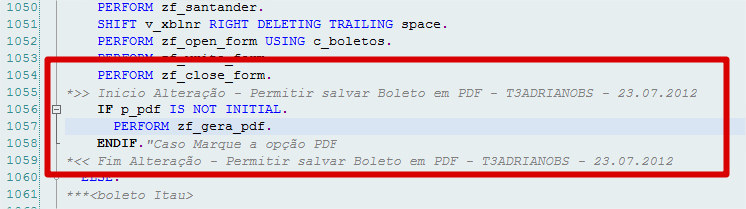 1050 PERFORM zf_santander.
1051 SHIFT v_xblnr RIGHT DELETING TRAILING space.
1052 PERFORM zf_open_form USING c_boletos.
1053 PERFORM
1054 PERFORM zf_close_form.
1055 *>> Inicio Alteração - Permitir salvar Boleto em PDF - T3ADRIANOBS - 23.07.2012
1056 IF p_pdf IS NOT INITIAL.
1057 PERFORM zf_gera_pdf.
1058 ENDIF."Caso Marque a opção PDF
1059 *<< Fim Alteração - Permitir salvar Boleto em PDF - T3ADRIANOBS - 23.07.2012
1060 ELSE.
1061 ***<boleto Itau>